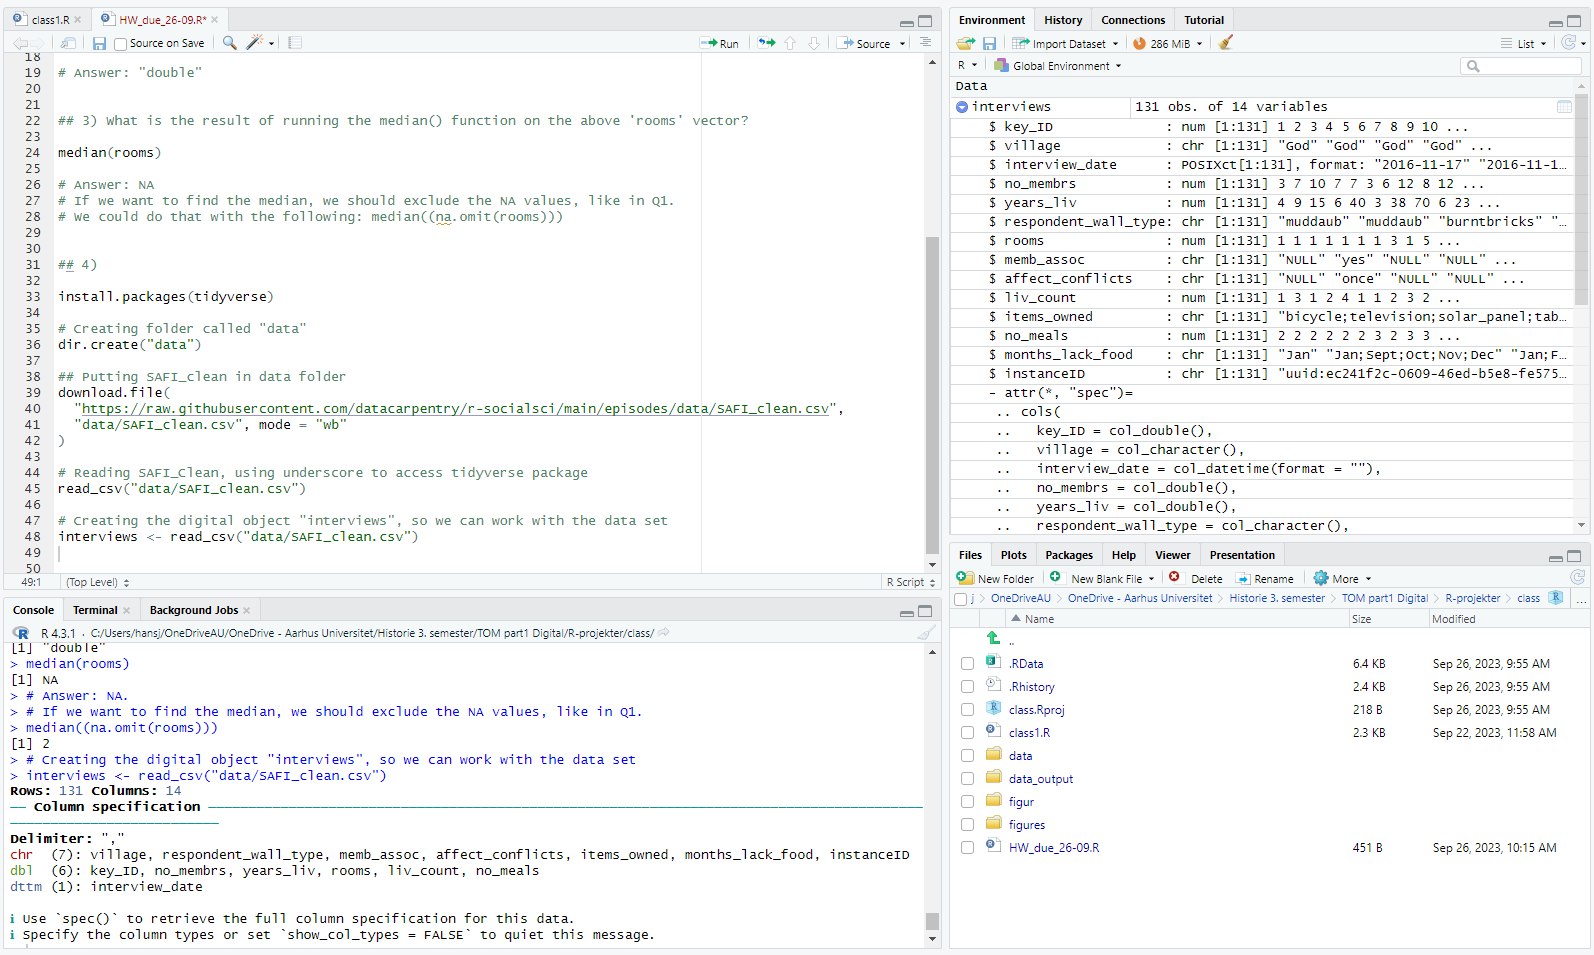 class1.R
HW_due_26-09.R*
Source on Save
Run
Source
18
19 # Answer: "double"
20
21
22 ## 3) What is the result of running the median() function on the above 'rooms' vector?
23
24 median(rooms)
25
26 # Answer: NA
27 # If we want to find the median, we should exclude the NA values, like in Q1.
28 # We could do that with the following: median((na.omit(rooms)))
29
30
31 ## 4)
32
33 install.packages(tidyverse)
34
35 # Creating folder called "data"
36 dir.create("data")
37
38 ## Putting SAFI_clean in data folder
39 download.file(
40 "https://raw.githubusercontent.com/datacarpentry/r-socialsci/main/episodes/data/SAFI_clean.csv",
41 "data/SAFI_clean.csv", mode = "wb"
42 )
43
44 # Reading SAFI_Clean, using underscore to access tidyverse package
45 read_csv("data/SAFI_clean.csv")
46
47 # Creating the digital object "interviews", so we can work with the data set
48 interviews <- read_csv("data/SAFI_clean.csv")
49
50
49:1 (Top Level) R Script
Console Terminal Background Jobs
R 4.3.1 · C:/Users/hansj/OneDriveAU/OneDrive - Aarhus Universitet/Historie 3. semester/TOM part1 Digital/R-projekter/class/
[1] "double"
> median(rooms)
[1] NA
> # Answer: NA.
> # If we want to find the median, we should exclude the NA values, like in Q1.
> median((na.omit(rooms)))
[1] 2
> # Creating the digital object "interviews", so we can work with the data set
> interviews <- read_csv("data/SAFI_clean.csv")
Rows: 131 Columns: 14
── Column specification ──
Delimiter: ","
chr (7): village, respondent_wall_type, memb_assoc, affect_conflicts, items_owned, months_lack_food, instanceID
dbl (6): key_ID, no_membrs, years_liv, rooms, liv_count, no_meals
dttm (1): interview_date
ℹ Use `spec()` to retrieve the full column specification for this data.
ℹ Specify the column types or set `show_col_types = FALSE` to quiet this message.
Environment History Connections Tutorial
Import Dataset 286 MiB List
R Global Environment
Data
interviews 131 obs. of 14 variables
$ key_ID : num [1:131] 1 2 3 4 5 6 7 8 9 10 ...
$ village : chr [1:131] "God" "God" "God" "God" ...
$ interview_date : POSIXct[1:131], format: "2016-11-17" "2016-11-1…
$ no_membrs : num [1:131] 3 7 10 7 7 3 6 12 8 12 ...
$ years_liv : num [1:131] 4 9 15 6 40 3 38 70 6 23 ...
$ respondent_wall_type: chr [1:131] "muddaub" "muddaub" "burntbricks" "…
$ rooms : num [1:131] 1 1 1 1 1 1 1 3 1 5 ...
$ memb_assoc : chr [1:131] "NULL" "yes" "NULL" "NULL" ...
$ affect_conflicts : chr [1:131] "NULL" "once" "NULL" "NULL" ...
$ liv_count : num [1:131] 1 3 1 2 4 1 1 2 3 2 ...
$ items_owned : chr [1:131] "bicycle;television;solar_panel;tab…
$ no_meals : num [1:131] 2 2 2 2 2 2 3 2 3 3 ...
$ months_lack_food : chr [1:131] "Jan" "Jan;Sept;Oct;Nov;Dec" "Jan;F…
$ instanceID : chr [1:131] "uuid:ec241f2c-0609-46ed-b5e8-fe575…
- attr(*, "spec")=
.. cols(
.. key_ID = col_double(),
.. village = col_character(),
.. interview_date = col_datetime(format = ""),
.. no_membrs = col_double(),
.. years_liv = col_double(),
.. respondent_wall_type = col_character(),
Files Plots Packages Help Viewer Presentation
New Folder New Blank File Delete Rename More
j > OneDriveAU > OneDrive - Aarhus Universitet > Historie 3. semester > TOM part1 Digital > R-projekter > class ...
Name Size Modified
..
.RData 6.4 KB Sep 26, 2023, 9:55 AM
.Rhistory 2.4 KB Sep 26, 2023, 9:55 AM
class.Rproj 218 B Sep 26, 2023, 9:55 AM
class1.R 2.3 KB Sep 22, 2023, 11:58 AM
data
data_output
figur
figures
HW_due_26-09.R 451 B Sep 26, 2023, 10:15 AM